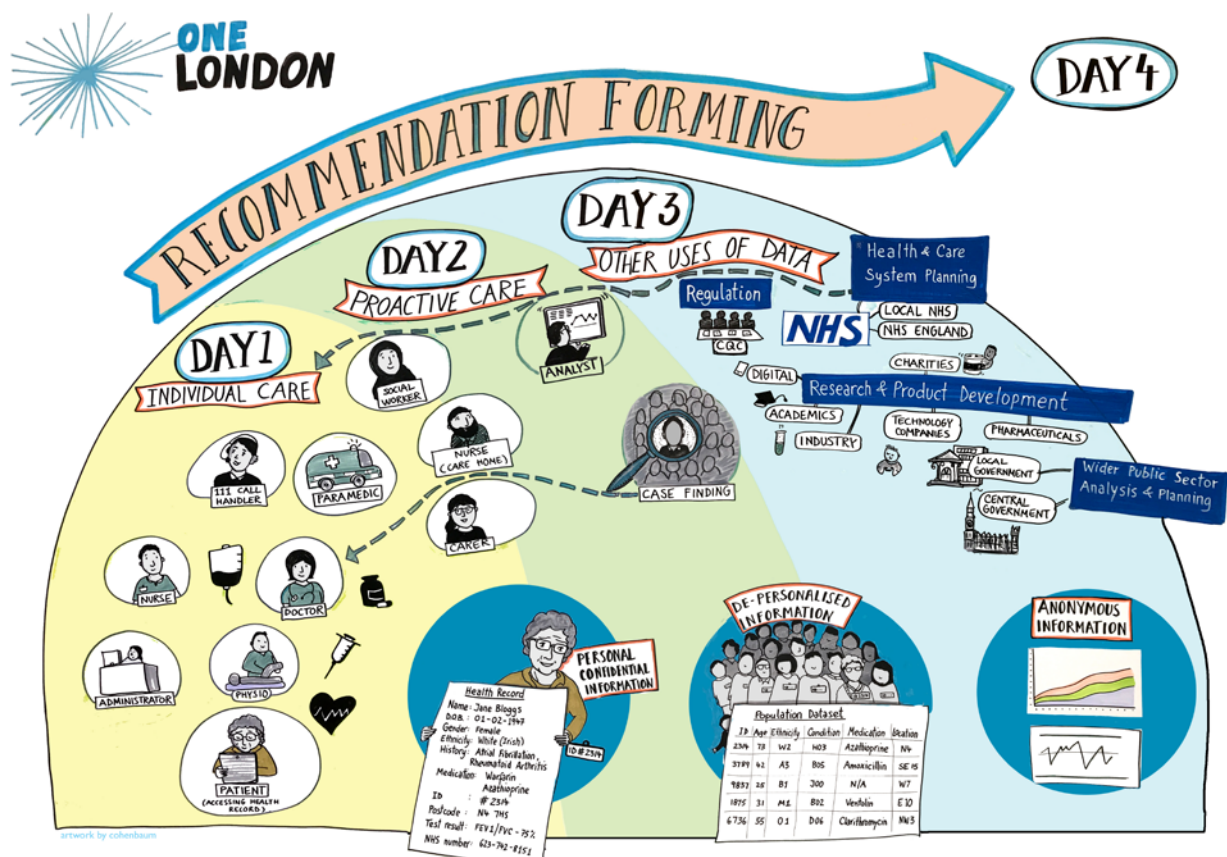 ONE
LONDON
RECOMMENDATION FORMING
DAY 4
DAY 3
OTHER USES OF DATA
DAY 2
PROACTIVE CARE
DAY 1
INDIVIDUAL CARE
Health & Care
System Planning
Regulation
CQC
NHS
LOCAL NHS
NHS ENGLAND
ANALYST
SOCIAL
WORKER
CHARITIES
DIGITAL
Research & Product Development
ACADEMICS
INDUSTRY
TECHNOLOGY
COMPANIES
PHARMACEUTICALS
NURSE
(CARE HOME)
111 CALL
HANDLER
PARAMEDIC
CASE FINDING
LOCAL
GOVERNMENT
Wider Public Sector
Analysis & Planning
CENTRAL
GOVERNMENT
CARER
NURSE
DOCTOR
ADMINISTRATOR
PHYSIO
PATIENT
(ACCESSING HEALTH
RECORD)
PERSONAL
CONFIDENTIAL
INFORMATION
ID #2314
Health Record
Name: Jane Bloggs
D.O.B.: 01-02-1947
Gender: Female
Ethnicity: White (Irish)
History: Atrial Fibrillation,
Rheumatoid Arthritis
Medication: Warfarin
Azathioprine
ID : # 2314
Postcode : N4 7HS
Test result: FEV1/FVC - 75%
NHS number: 623-742-8151
DE-PERSONALISED
INFORMATION
Population Dataset
ID Age Ethnicity Condition Medication Location
2314 73 W2 H03 Azathioprine N4
3789 42 A3 B05 Amoxicillin SE15
9857 25 B1 J00 N/A W7
1875 31 M1 B02 Ventolin E10
6736 55 O1 D06 Clarithromycin NW3
ANONYMOUS
INFORMATION
artwork by cohenbaum